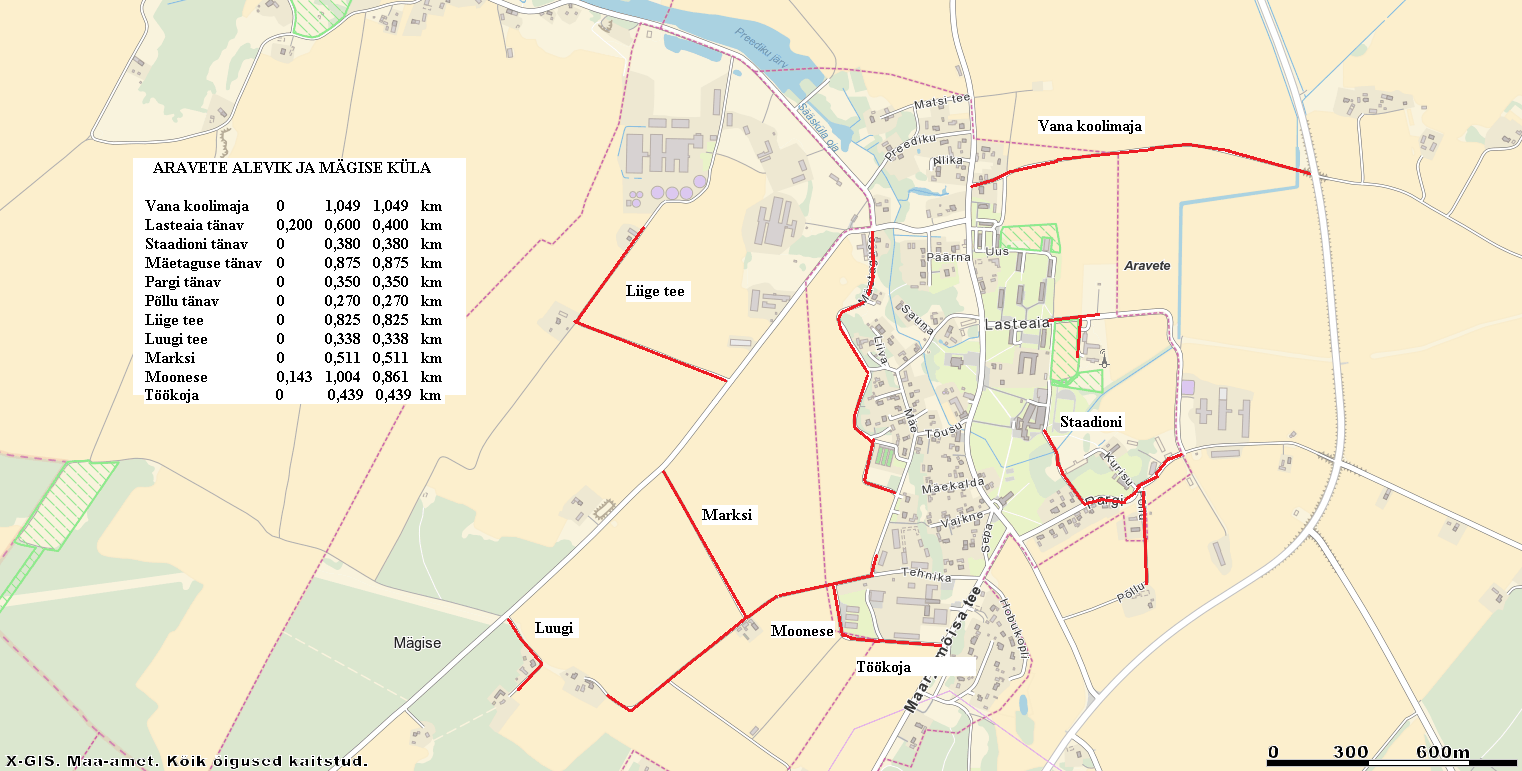 Preediku järv
Matsi tee
Sääsküla oja
Vana koolimaja
Preediku
Allika
ARAVETE ALEVIK JA MÄGISE KÜLA
Vana koolimaja 0 1,049 1,049 km
Lasteaia tänav 0,200 0,600 0,400 km
Staadioni tänav 0 0,380 0,380 km
Mäetaguse tänav 0 0,875 0,875 km
Pargi tänav 0 0,350 0,350 km
Põllu tänav 0 0,270 0,270 km
Liige tee 0 0,825 0,825 km
Luugi tee 0 0,338 0,338 km
Marksi 0 0,511 0,511 km
Moonese 0,143 1,004 0,861 km
Töökoja 0 0,439 0,439 km
Mäetaguse
Uus
Paarna
Aravete
Liige tee
Sauna
Lasteaia
Liiva
Mäe
Staadioni
Tõusu
Kurisu
Mäekalda
Pargi
Marksi
Vaikne
Sepa
Tehnika
Põllu
Hobukopli
Luugi
Moonese
Mägise
Töökoja
mõisa tee
0 300 600m
X-GIS. Maa-amet. Kõik õigused kaitstud.